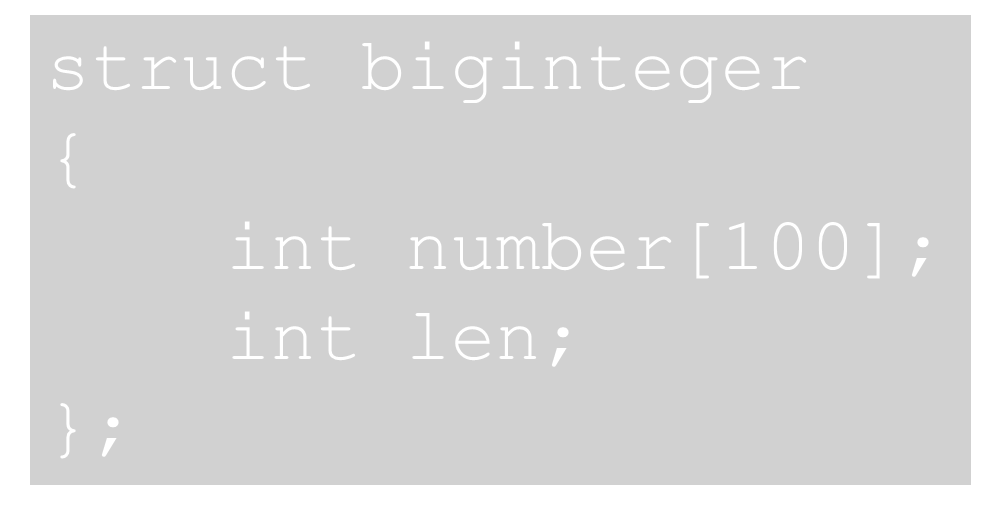 struct biginteger
{
    int number[100];
    int len;
};